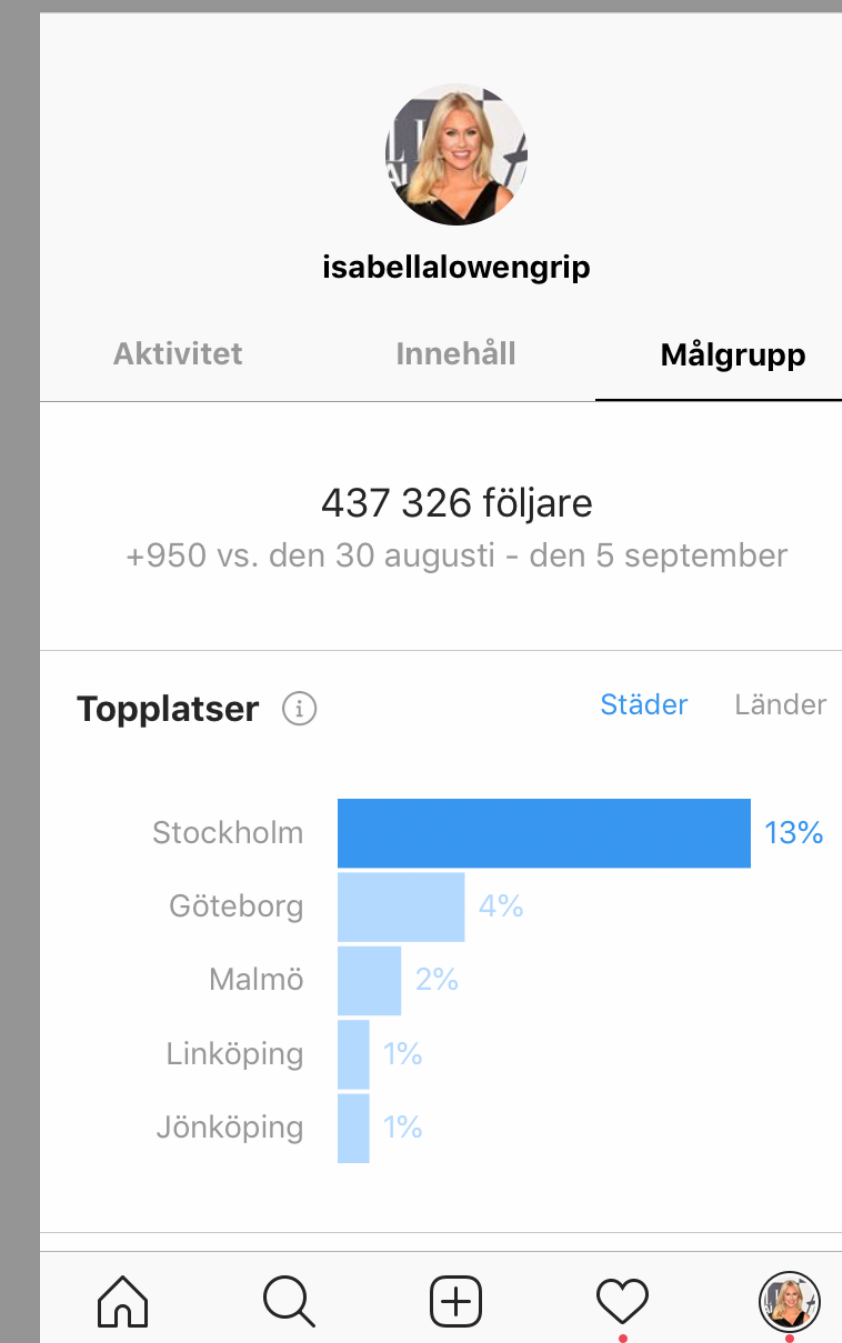 isabellalowengrip
Aktivitet Innehåll Målgrupp
437 326 följare
+950 vs. den 30 augusti - den 5 september
Topplatser i Städer Länder
Stockholm 13%
Göteborg 4%
Malmö 2%
Linköping 1%
Jönköping 1%